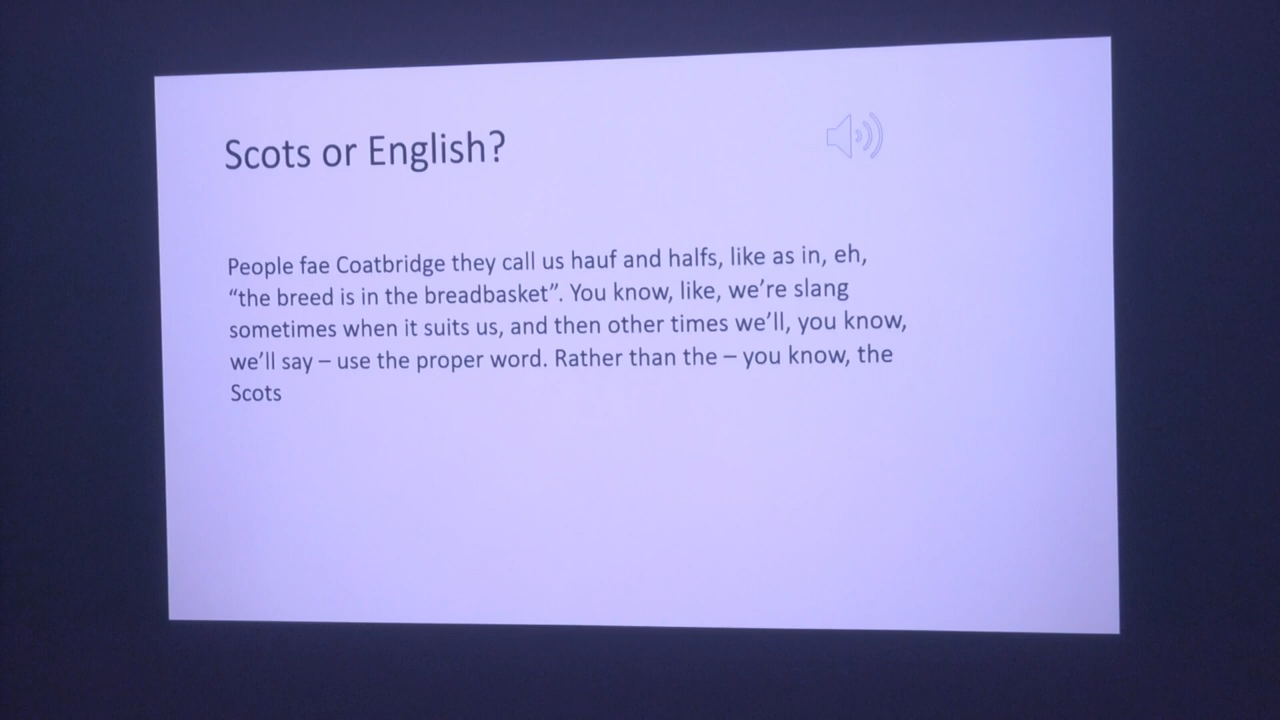 Scots or English?
People fae Coatbridge they call us hauf and halfs, like as in, eh,
“the breed is in the breadbasket”. You know, like, we’re slang
sometimes when it suits us, and then other times we’ll, you know,
we’ll say – use the proper word. Rather than the – you know, the
Scots